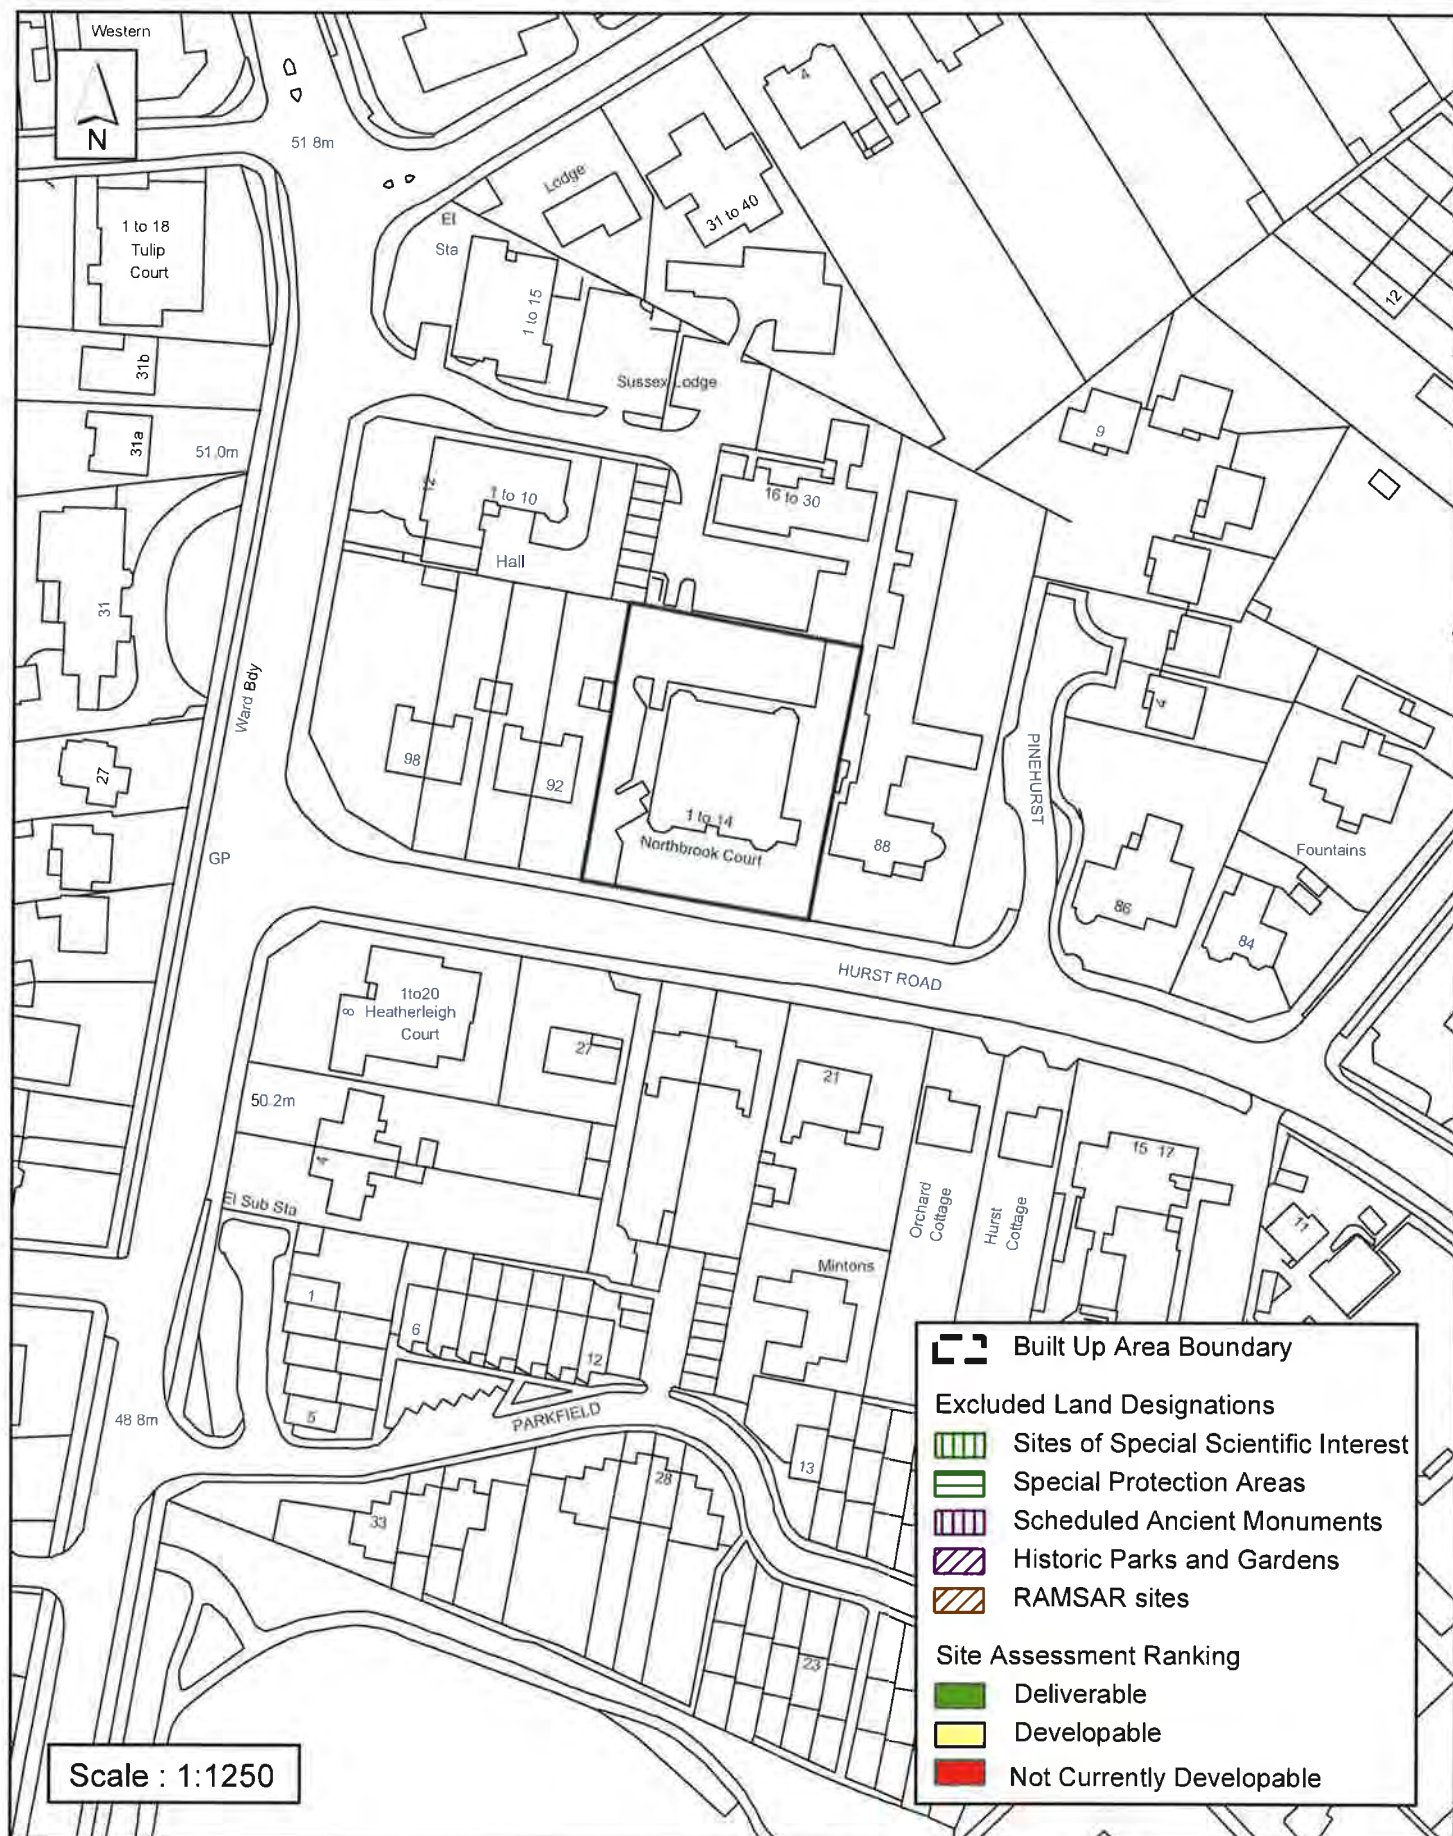 Western
N
51 8m
1 to 18
Tulip
Court
El
Sta
Lodge
31 to 40
4
12
1 to 15
31b
31a
51.0m
Sussex Lodge
9
1 to 10
Hall
16 to 30
31
Ward Bdy
27
98
92
1 to 14
Northbrook Court
88
PINEHURST
4
86
84
Fountains
GP
HURST ROAD
8
1to20
Heatherleigh
Court
27
21
50 2m
4
El Sub Sta
Orchard
Cottage
Hurst
Cottage
15 17
11
Mintons
1
6
12
5
PARKFIELD
48 8m
13
33
28
23
Scale : 1:1250
Built Up Area Boundary
Excluded Land Designations
Sites of Special Scientific Interest
Special Protection Areas
Scheduled Ancient Monuments
Historic Parks and Gardens
RAMSAR sites
Site Assessment Ranking
Deliverable
Developable
Not Currently Developable